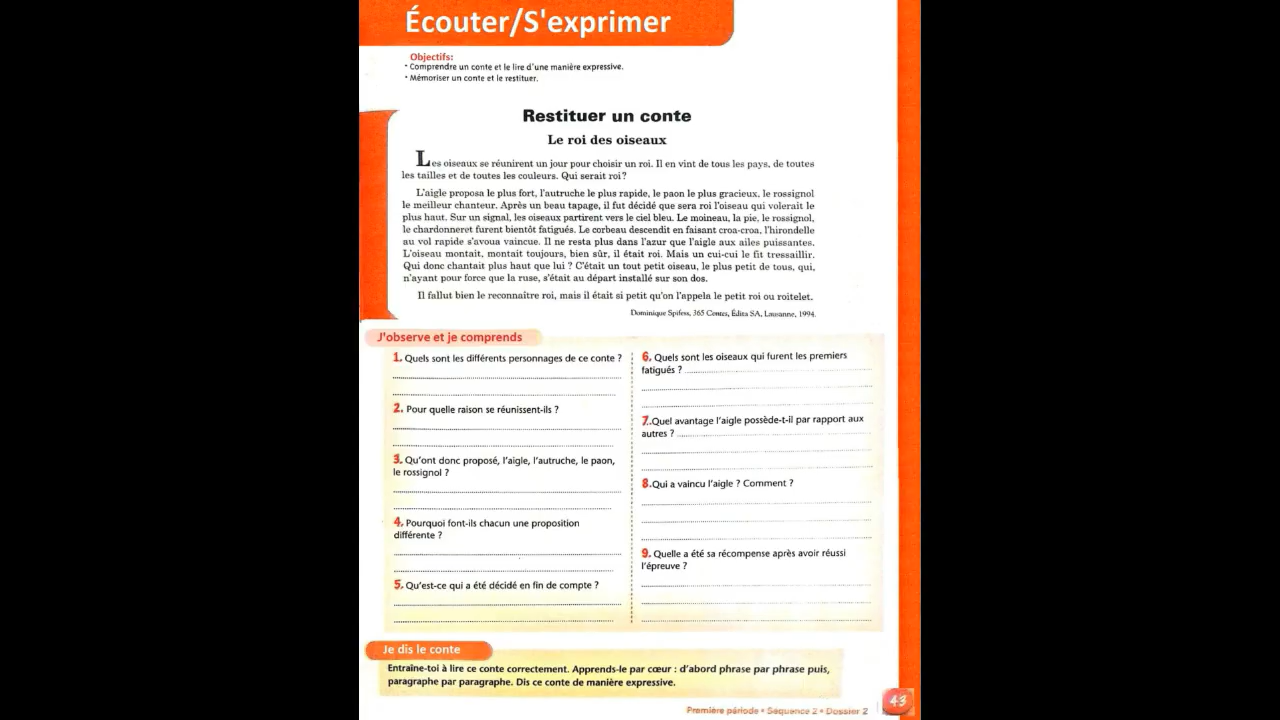 Écouter/S'exprimer
Objectifs:
• Comprendre un conte et le lire d'une manière expressive.
• Mémoriser un conte et le restituer.
Restituer un conte
Le roi des oiseaux
Les oiseaux se réunirent un jour pour choisir un roi. Il en vint de tous les pays, de toutes
les tailles et de toutes les couleurs. Qui serait roi?
L'aigle proposa le plus fort, l'autruche le plus rapide, le paon le plus gracieux, le rossignol
le meilleur chanteur. Après un beau tapage, il fut décidé que sera roi l'oiseau qui volerait le
plus haut. Sur un signal, les oiseaux partirent vers le ciel bleu. Le moineau, la pie, le rossignol,
le chardonneret furent bientôt fatigués. Le corbeau descendit en faisant croa-croa, l'hirondelle
au vol rapide s'avoua vaincue. Il ne resta plus dans l'azur que l'aigle aux ailes puissantes.
L'oiseau montait, montait toujours, bien sûr, il était roi. Mais un cui-cui le fit tressaillir.
Qui donc chantait plus haut que lui ? C'était un tout petit oiseau, le plus petit de tous, qui,
n'ayant pour force que la ruse, s'était au départ installé sur son dos.
Il fallut bien le reconnaître roi, mais il était si petit qu'on l'appela le petit roi ou roitelet.
Dominique Spifess, 365 Contes, Édita SA, Lausanne, 1994.
J'observe et je comprends
1. Quels sont les différents personnages de ce conte ?
2. Pour quelle raison se réunissent-ils ?
3. Qu'ont donc proposé, l'aigle, l'autruche, le paon,
le rossignol ?
4. Pourquoi font-ils chacun une proposition
différente ?
5. Qu'est-ce qui a été décidé en fin de compte ?
6. Quels sont les oiseaux qui furent les premiers
fatigués ?
7.Quel avantage l'aigle possède-t-il par rapport aux
autres ?
8.Qui a vaincu l'aigle ? Comment ?
9. Quelle a été sa récompense après avoir réussi
l'épreuve ?
Je dis le conte
Entraîne-toi à lire ce conte correctement. Apprends-le par cœur : d'abord phrase par phrase puis,
paragraphe par paragraphe. Dis ce conte de manière expressive.
Première période • Séquence 2 • Dossier 2
43